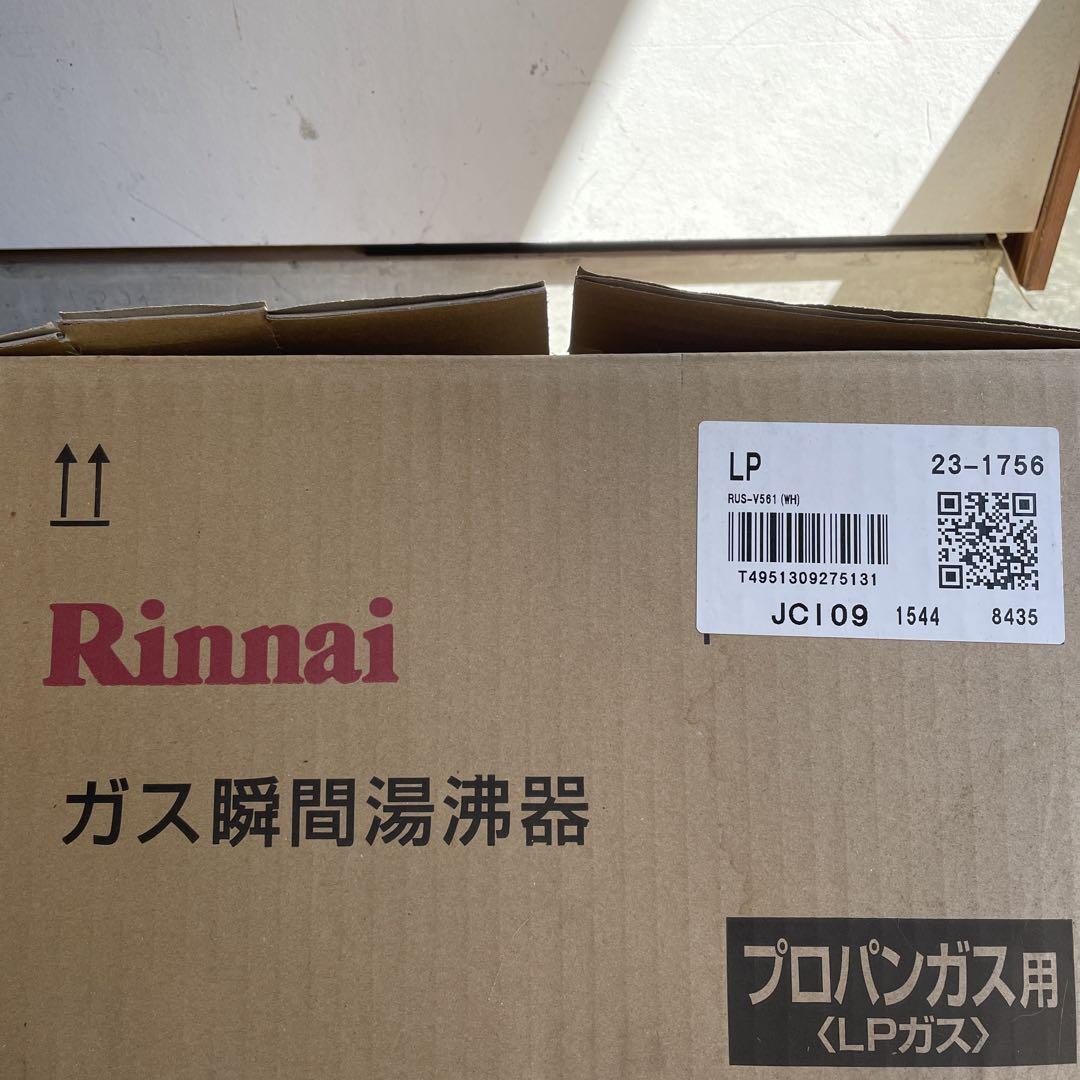 LP 23-1756
RUS-V561(WH)
T4951309275131
JCI09 1544 8435
Rinnai
ガス瞬間湯沸器
プロパンガス用
〈LPガス〉